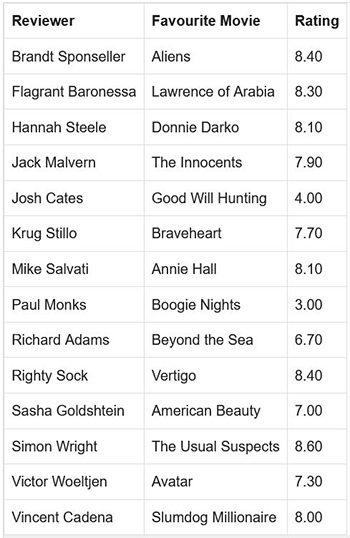 Reviewer Favourite Movie Rating
Brandt Sponseller Aliens 8.40
Flagrant Baronessa Lawrence of Arabia 8.30
Hannah Steele Donnie Darko 8.10
Jack Malvern The Innocents 7.90
Josh Cates Good Will Hunting 4.00
Krug Stillo Braveheart 7.70
Mike Salvati Annie Hall 8.10
Paul Monks Boogie Nights 3.00
Richard Adams Beyond the Sea 6.70
Righty Sock Vertigo 8.40
Sasha Goldshtein American Beauty 7.00
Simon Wright The Usual Suspects 8.60
Victor Woeltjen Avatar 7.30
Vincent Cadena Slumdog Millionaire 8.00